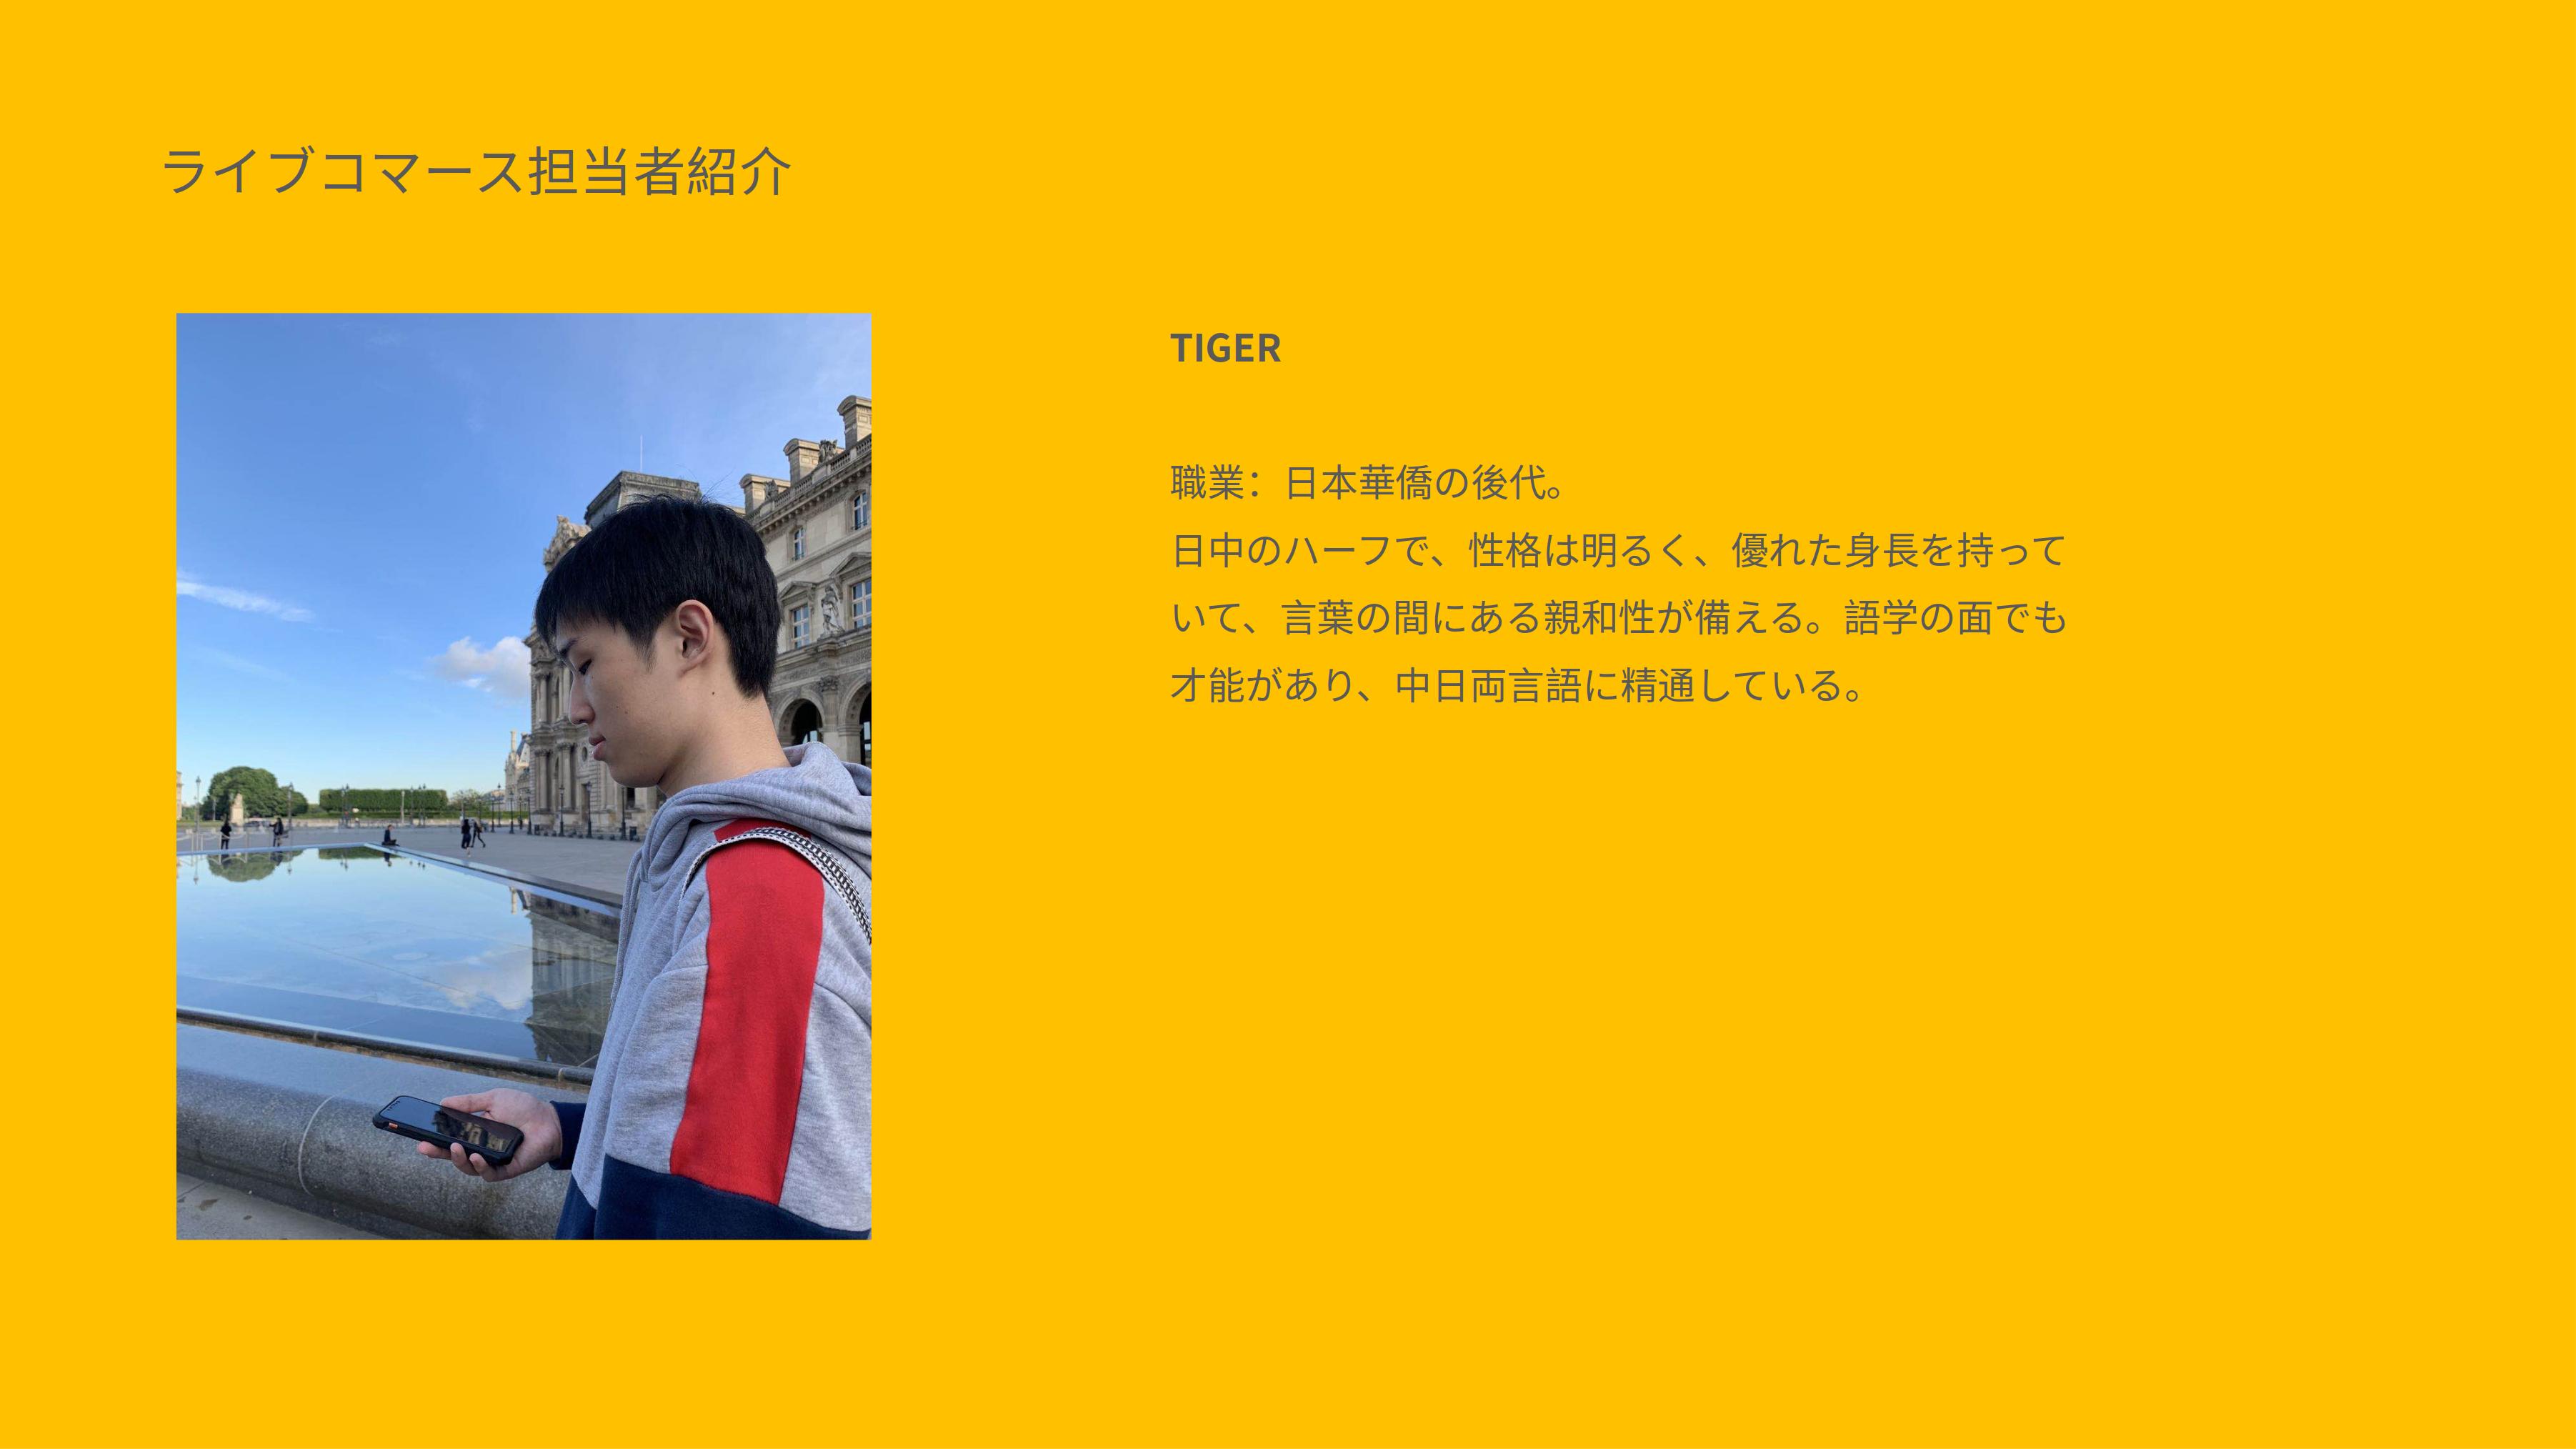 ライブコマース担当者紹介
TIGER
職業：日本華僑の後代。
日中のハーフで、性格は明るく、優れた身長を持って
いて、言葉の間にある親和性が備える。語学の面でも
才能があり、中日両言語に精通している。